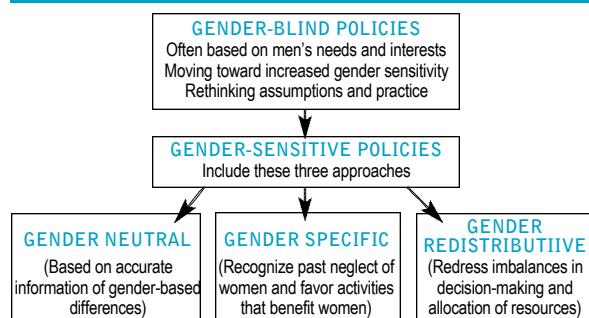 GENDER-BLIND POLICIES
Often based on men's needs and interests
Moving toward increased gender sensitivity
Rethinking assumptions and practice
GENDER-SENSITIVE POLICIES
Include these three approaches
GENDER NEUTRAL
(Based on accurate
information of gender-based
differences)
GENDER SPECIFIC
(Recognize past neglect of
women and favor activities
that benefit women)
GENDER
REDISTRIBUTIIVE
(Redress imbalances in
decision-making and
allocation of resources)